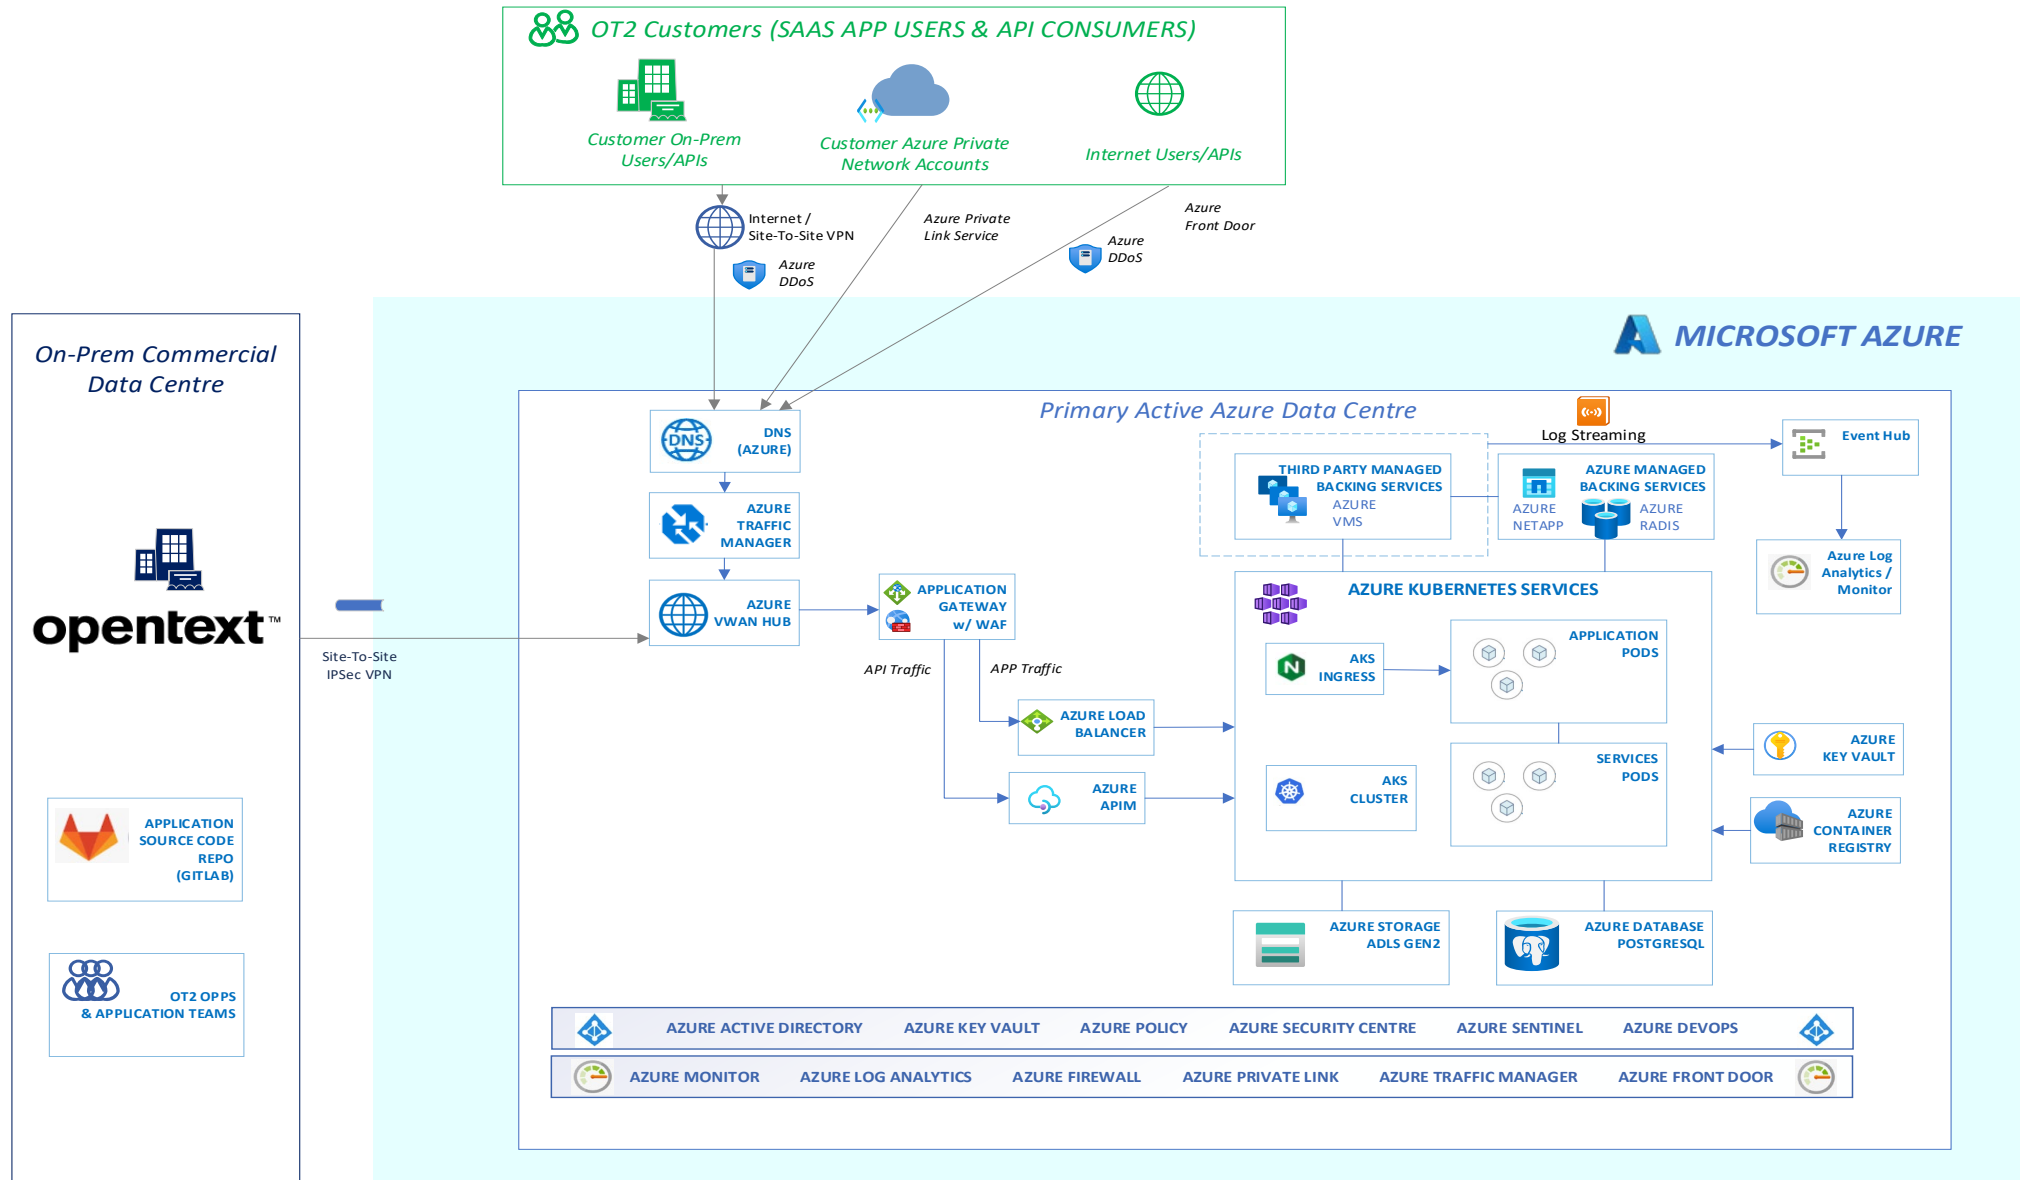 OT2 Customers (SAAS APP USERS & API CONSUMERS)
Customer On-Prem
Users/APIs
Customer Azure Private
Network Accounts
Internet Users/APIs
Internet /
Site-To-Site VPN
Azure
DDoS
Azure Private
Link Service
Azure
Front Door
Azure
DDoS
On-Prem Commercial
Data Centre
opentext™
Site-To-Site
IPSec VPN
APPLICATION
SOURCE CODE
REPO
(GITLAB)
OT2 OPPS
& APPLICATION TEAMS
MICROSOFT AZURE
Primary Active Azure Data Centre
DNS
DNS
(AZURE)
AZURE
TRAFFIC
MANAGER
AZURE
VWAN HUB
APPLICATION
GATEWAY
w/ WAF
API Traffic
APP Traffic
AZURE LOAD
BALANCER
AZURE
APIM
Log Streaming
THIRD PARTY MANAGED
BACKING SERVICES
AZURE
VMS
AZURE MANAGED
BACKING SERVICES
AZURE
NETAPP
AZURE
RADIS
Event Hub
Azure Log
Analytics /
Monitor
AZURE KUBERNETES SERVICES
N
AKS
INGRESS
APPLICATION
PODS
AKS
CLUSTER
SERVICES
PODS
AZURE
KEY VAULT
AZURE
CONTAINER
REGISTRY
AZURE STORAGE
ADLS GEN2
AZURE DATABASE
POSTGRESQL
AZURE ACTIVE DIRECTORY AZURE KEY VAULT AZURE POLICY AZURE SECURITY CENTRE AZURE SENTINEL AZURE DEVOPS
AZURE MONITOR AZURE LOG ANALYTICS AZURE FIREWALL AZURE PRIVATE LINK AZURE TRAFFIC MANAGER AZURE FRONT DOOR